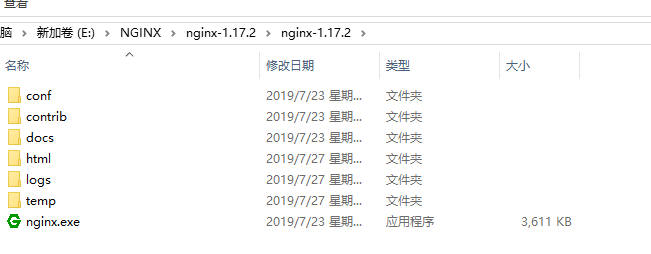 查看
脑 › 新加卷 (E:) › NGINX › nginx-1.17.2 › nginx-1.17.2 ›
名称 修改日期 类型 大小
conf 2019/7/23 星期... 文件夹
contrib 2019/7/23 星期... 文件夹
docs 2019/7/23 星期... 文件夹
html 2019/7/27 星期... 文件夹
logs 2019/7/27 星期... 文件夹
temp 2019/7/27 星期... 文件夹
nginx.exe 2019/7/23 星期... 应用程序 3,611 KB